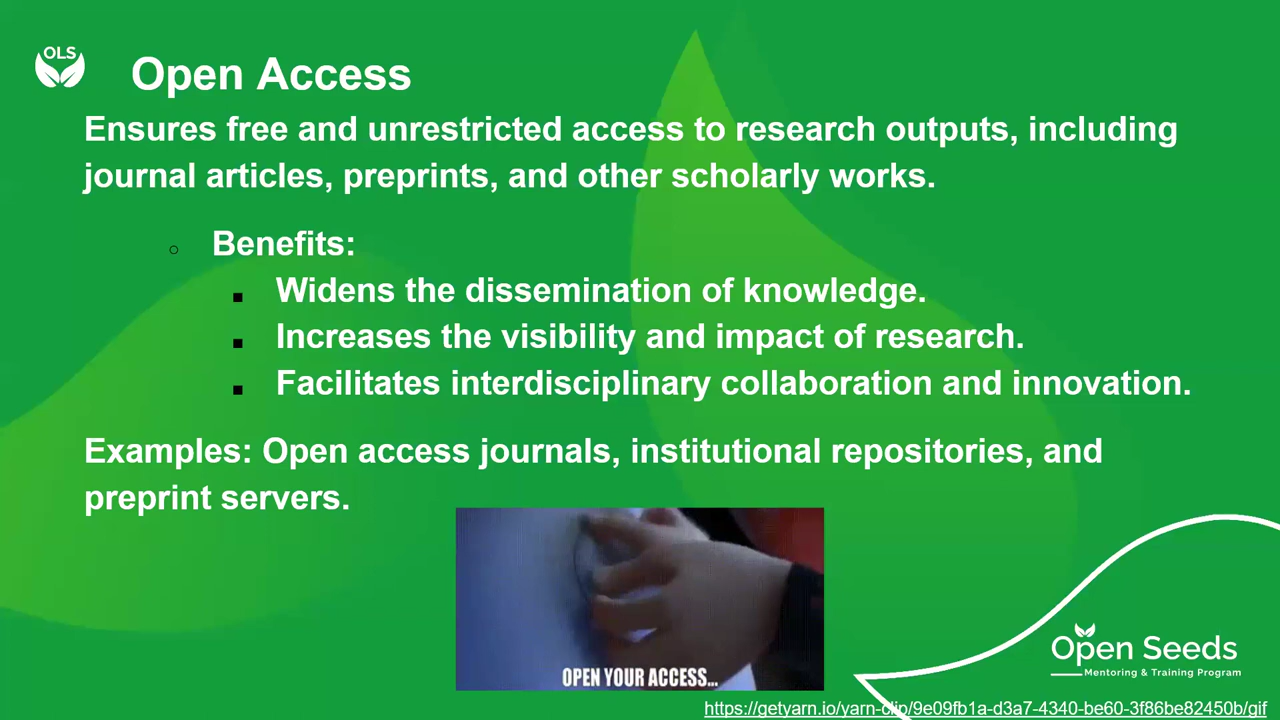 OLS
Open Access
Ensures free and unrestricted access to research outputs, including
journal articles, preprints, and other scholarly works.
Benefits:
Widens the dissemination of knowledge.
Increases the visibility and impact of research.
Facilitates interdisciplinary collaboration and innovation.
Examples: Open access journals, institutional repositories, and
preprint servers.
OPEN YOUR ACCESS...
Open Seeds
Mentoring & Training Program
https://getyarn.io/yarn-clip/9e09fb1a-d3a7-4340-be60-3f86be82450b/gif